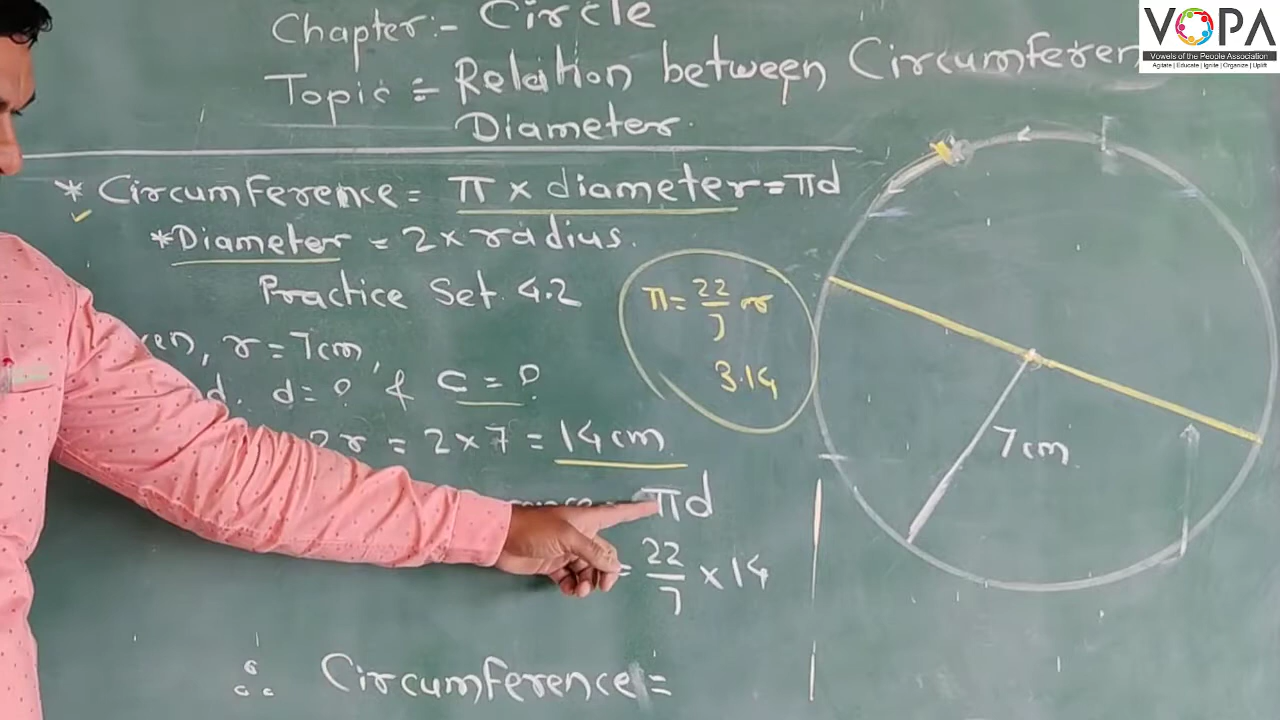 Chapter:- Circle
Topic = Relation between Circumferen
Diameter.
* Circumference = π × diameter = πd
*Diameter = 2 × radius.
Practice Set 4.2
π = 22/7 or
3.14
r = 7cm,
d. d = ? & C = ?
2r = 2 × 7 = 14 cm
πd
= 22/7 × 14
∴ Circumference =
7cm
VOPA
Vowels of the People Association
Agitate | Educate | Ignite | Organize | Uplift